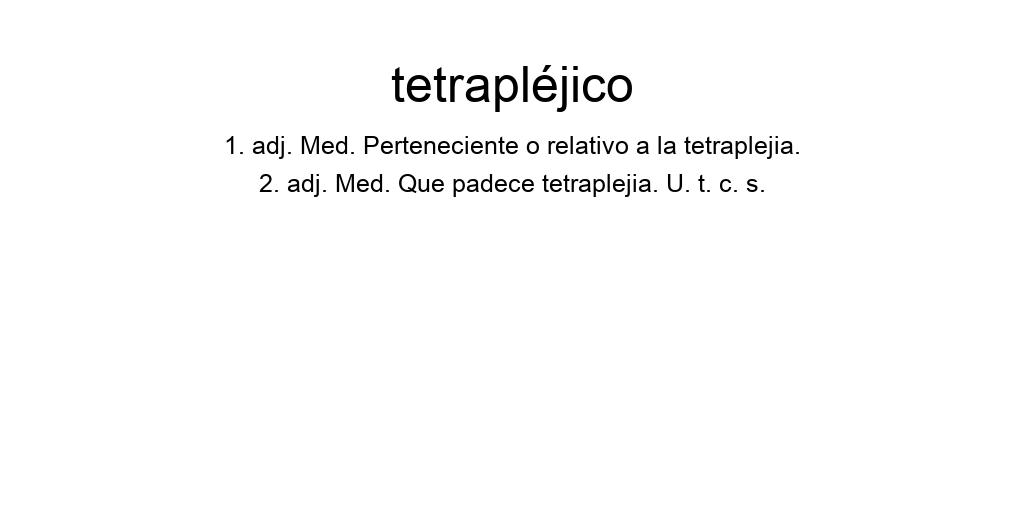 tetrapléjico
1. adj. Med. Perteneciente o relativo a la tetraplejia.
2. adj. Med. Que padece tetraplejia. U. t. c. s.